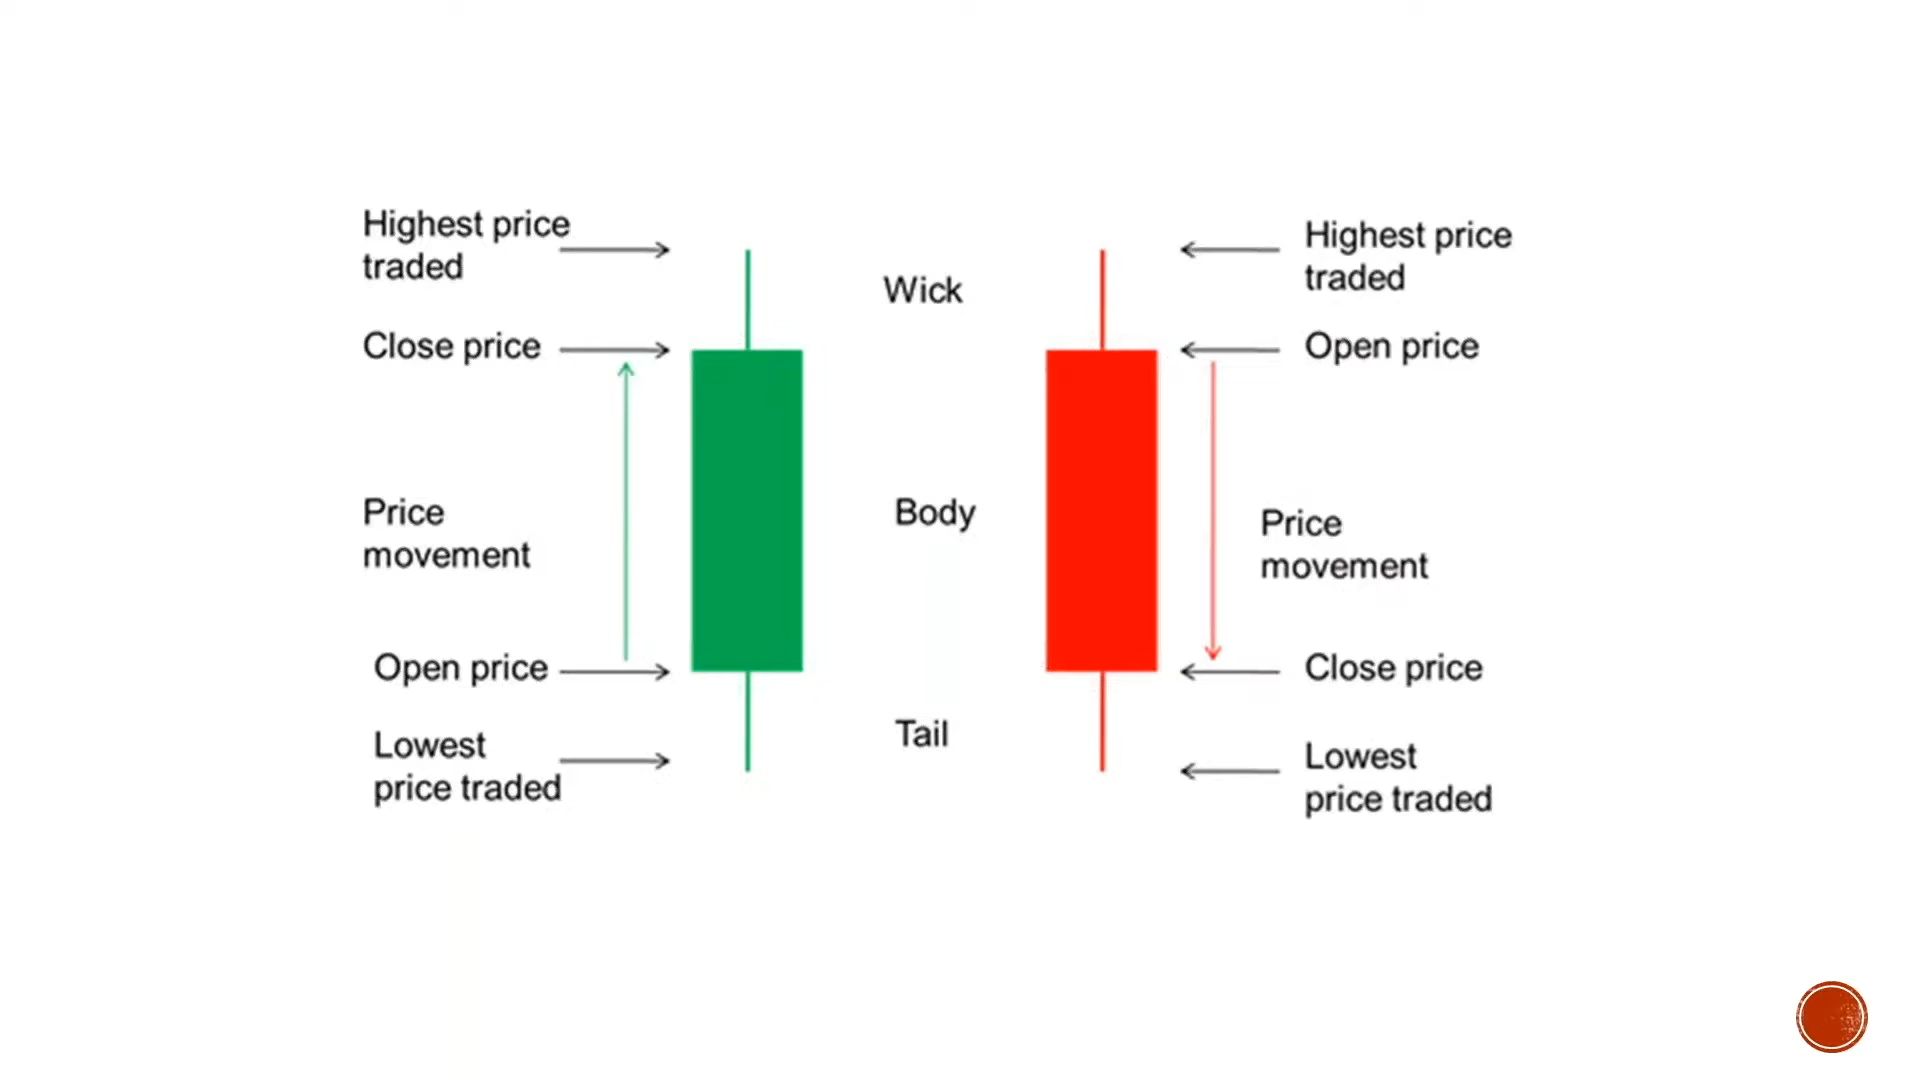 Highest price
traded
Close price
Price
movement
Open price
Lowest
price traded
Wick
Body
Tail
Highest price
traded
Open price
Price
movement
Close price
Lowest
price traded